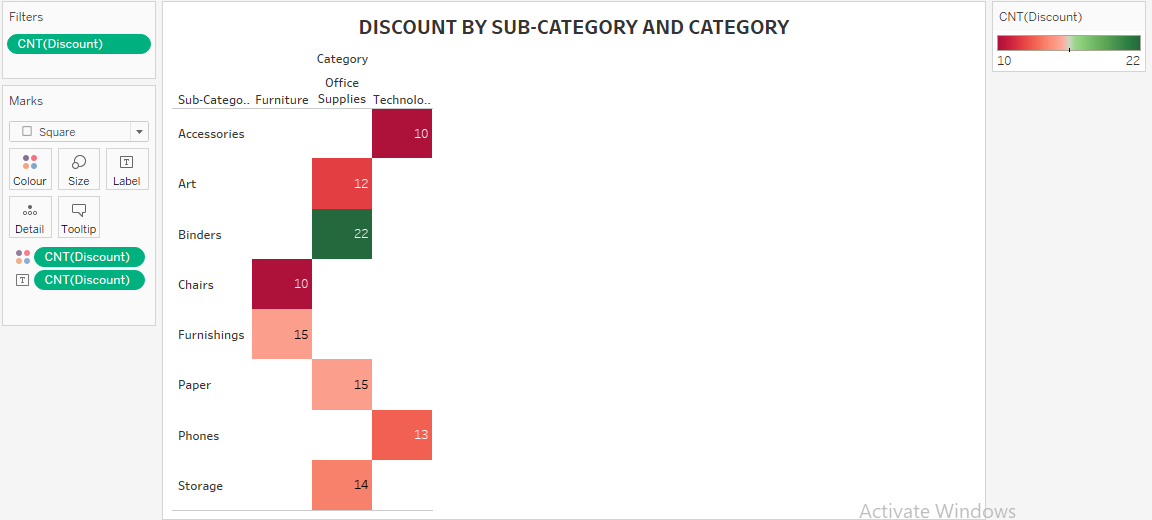 Filters
CNT(Discount)
Marks
Square
Colour Size Label
Detail Tooltip
CNT(Discount)
CNT(Discount)
DISCOUNT BY SUB-CATEGORY AND CATEGORY
Category
Office
Sub-Catego.. Furniture Supplies Technolo..
Accessories 10
Art 12
Binders 22
Chairs 10
Furnishings 15
Paper 15
Phones 13
Storage 14
CNT(Discount)
10 22
Activate Windows